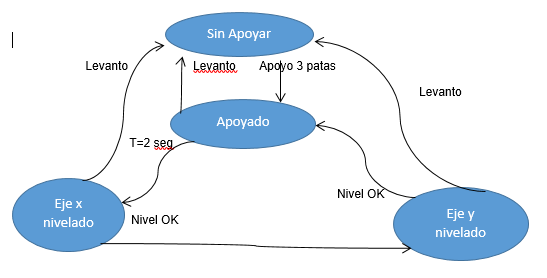 Sin Apoyar
Levanto
Levanto
Apoyo 3 patas
Levanto
Apoyado
T=2 seg
Eje x
nivelado
Nivel OK
Nivel OK
Eje y
nivelado